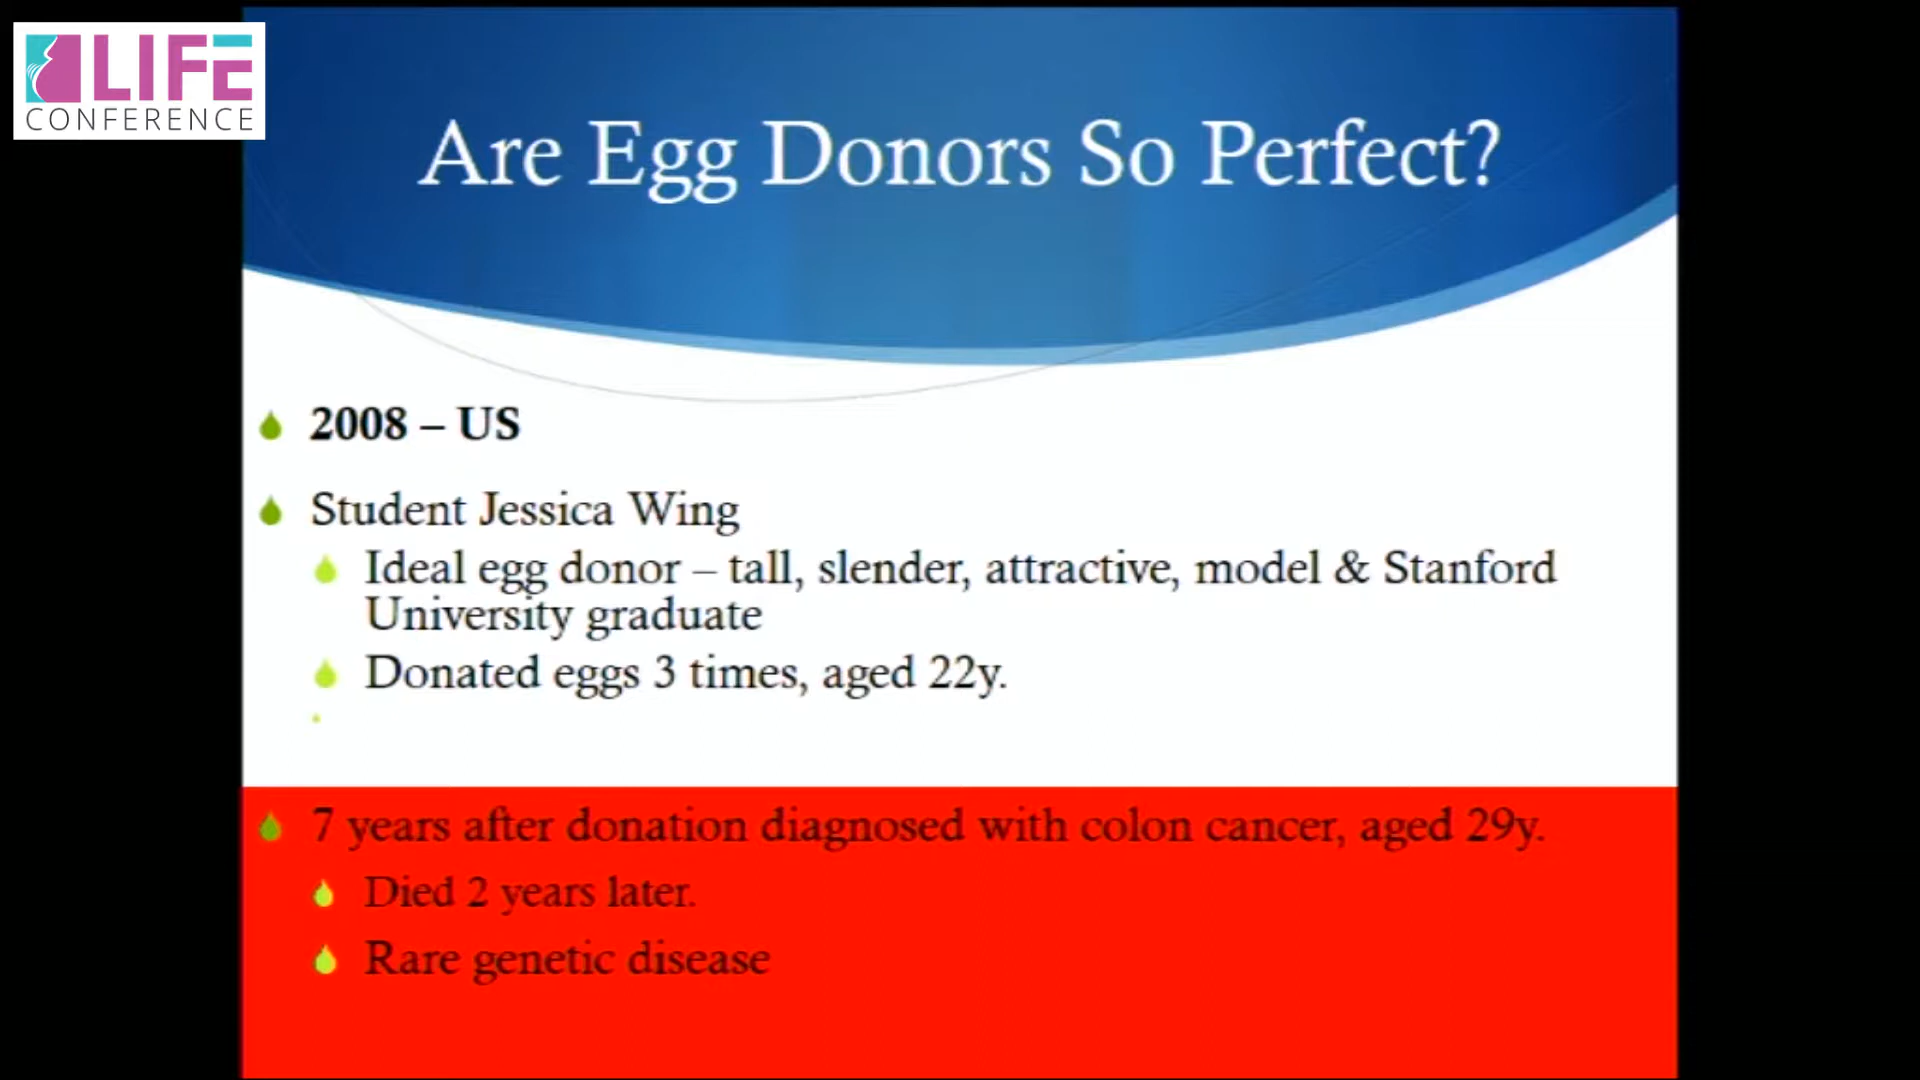 LIFE
CONFERENCE
Are Egg Donors So Perfect?
2008 – US
Student Jessica Wing
Ideal egg donor – tall, slender, attractive, model & Stanford
University graduate
Donated eggs 3 times, aged 22y.
7 years after donation diagnosed with colon cancer, aged 29y.
Died 2 years later.
Rare genetic disease